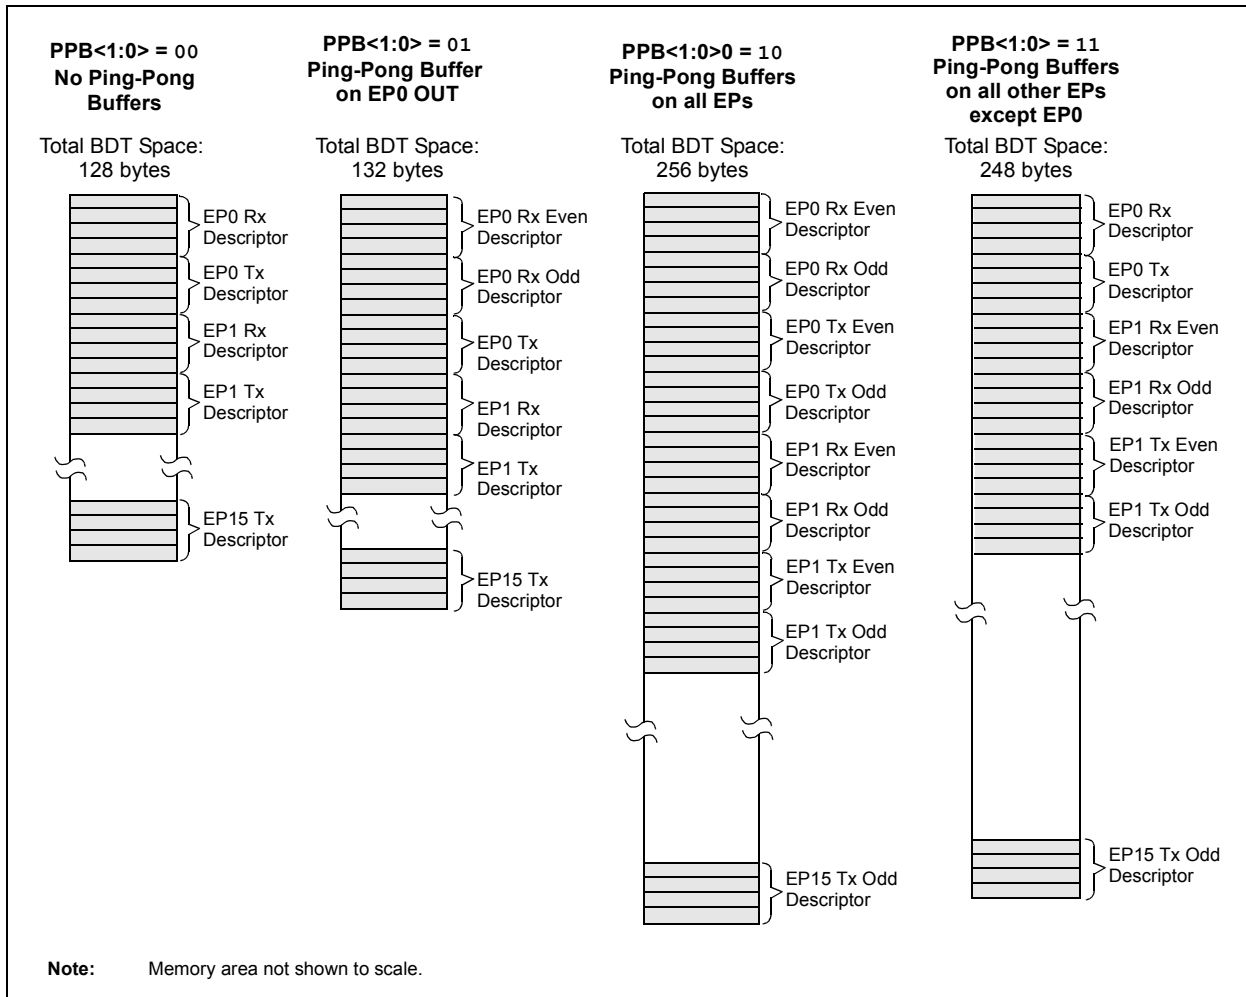 PPB<1:0> = 00
No Ping-Pong
Buffers
Total BDT Space:
128 bytes
EP0 Rx
Descriptor
EP0 Tx
Descriptor
EP1 Rx
Descriptor
EP1 Tx
Descriptor
EP15 Tx
Descriptor
PPB<1:0> = 01
Ping-Pong Buffer
on EP0 OUT
Total BDT Space:
132 bytes
EP0 Rx Even
Descriptor
EP0 Rx Odd
Descriptor
EP0 Tx
Descriptor
EP1 Rx
Descriptor
EP1 Tx
Descriptor
EP15 Tx
Descriptor
PPB<1:0>0 = 10
Ping-Pong Buffers
on all EPs
Total BDT Space:
256 bytes
EP0 Rx Even
Descriptor
EP0 Rx Odd
Descriptor
EP0 Tx Even
Descriptor
EP0 Tx Odd
Descriptor
EP1 Rx Even
Descriptor
EP1 Rx Odd
Descriptor
EP1 Tx Even
Descriptor
EP1 Tx Odd
Descriptor
EP15 Tx Odd
Descriptor
PPB<1:0> = 11
Ping-Pong Buffers
on all other EPs
except EP0
Total BDT Space:
248 bytes
EP0 Rx
Descriptor
EP0 Tx
Descriptor
EP1 Rx Even
Descriptor
EP1 Rx Odd
Descriptor
EP1 Tx Even
Descriptor
EP1 Tx Odd
Descriptor
EP15 Tx Odd
Descriptor
Note: Memory area not shown to scale.